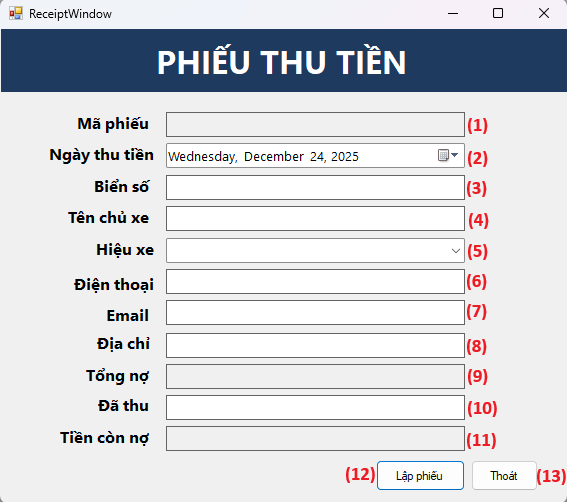 ReceiptWindow
PHIẾU THU TIỀN
Mã phiếu (1)
Ngày thu tiền Wednesday, December 24, 2025 (2)
Biển số (3)
Tên chủ xe (4)
Hiệu xe (5)
Điện thoại (6)
Email (7)
Địa chỉ (8)
Tổng nợ (9)
Đã thu (10)
Tiền còn nợ (11)
(12) Lập phiếu Thoát (13)